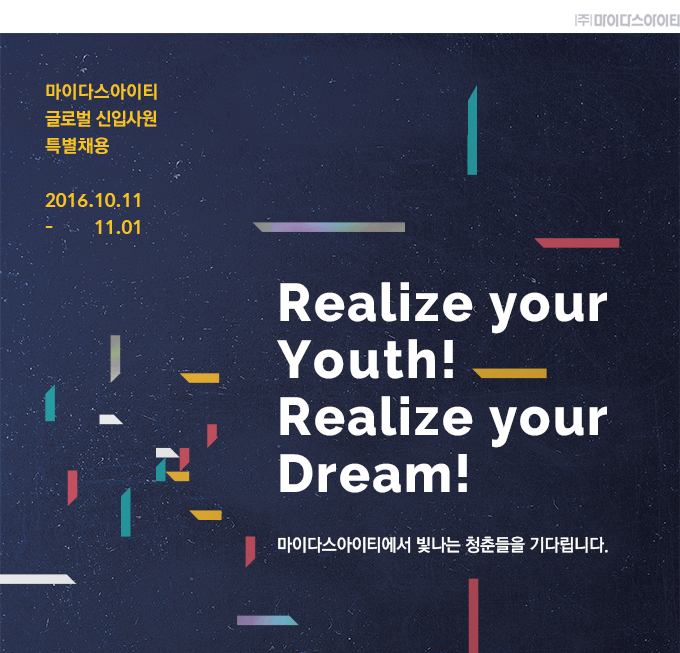 (주)마이다스아이티
마이다스아이티
글로벌 신입사원
특별채용
2016.10.11
- 11.01
Realize your
Youth!
Realize your
Dream!
마이다스아이티에서 빛나는 청춘들을 기다립니다.